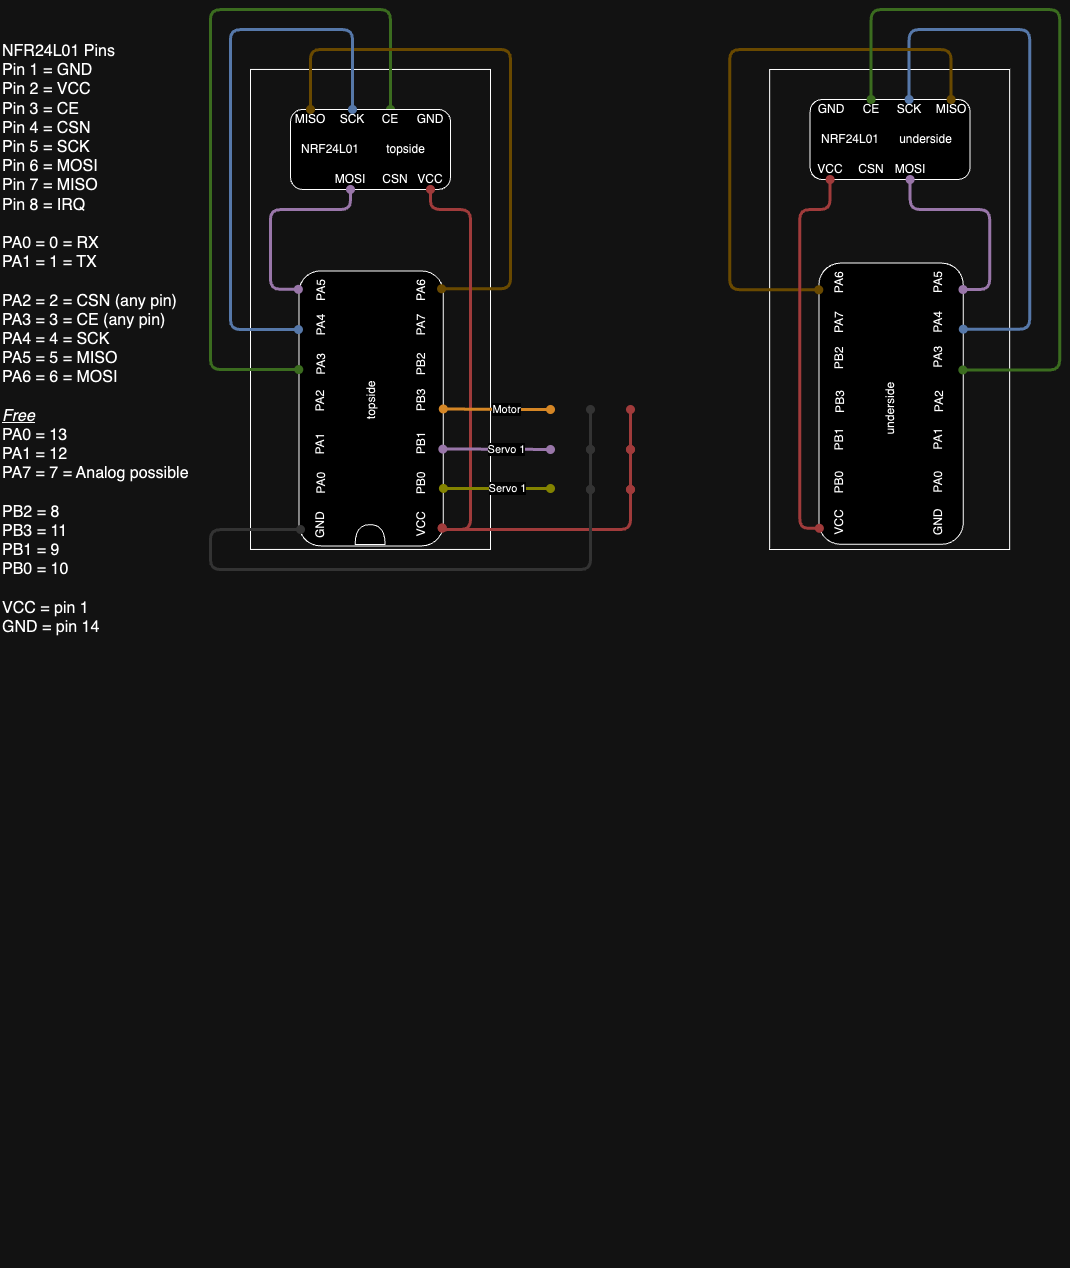 NFR24L01 Pins
Pin 1 = GND
Pin 2 = VCC
Pin 3 = CE
Pin 4 = CSN
Pin 5 = SCK
Pin 6 = MOSI
Pin 7 = MISO
Pin 8 = IRQ
PA0 = 0 = RX
PA1 = 1 = TX
PA2 = 2 = CSN (any pin)
PA3 = 3 = CE (any pin)
PA4 = 4 = SCK
PA5 = 5 = MISO
PA6 = 6 = MOSI
Free
PA0 = 13
PA1 = 12
PA7 = 7 = Analog possible
PB2 = 8
PB3 = 11
PB1 = 9
PB0 = 10
VCC = pin 1
GND = pin 14
MISO SCK CE GND
NRF24L01 topside
MOSI CSN VCC
PA5
PA4
PA3
PA2
PA1
PA0
GND
topside
PA6
PA7
PB2
PB3
PB1
PB0
VCC
Motor
Servo 1
Servo 1
GND CE SCK MISO
NRF24L01 underside
VCC CSN MOSI
PA6
PA7
PB2
PB3
PB1
PB0
VCC
underside
PA5
PA4
PA3
PA2
PA1
PA0
GND